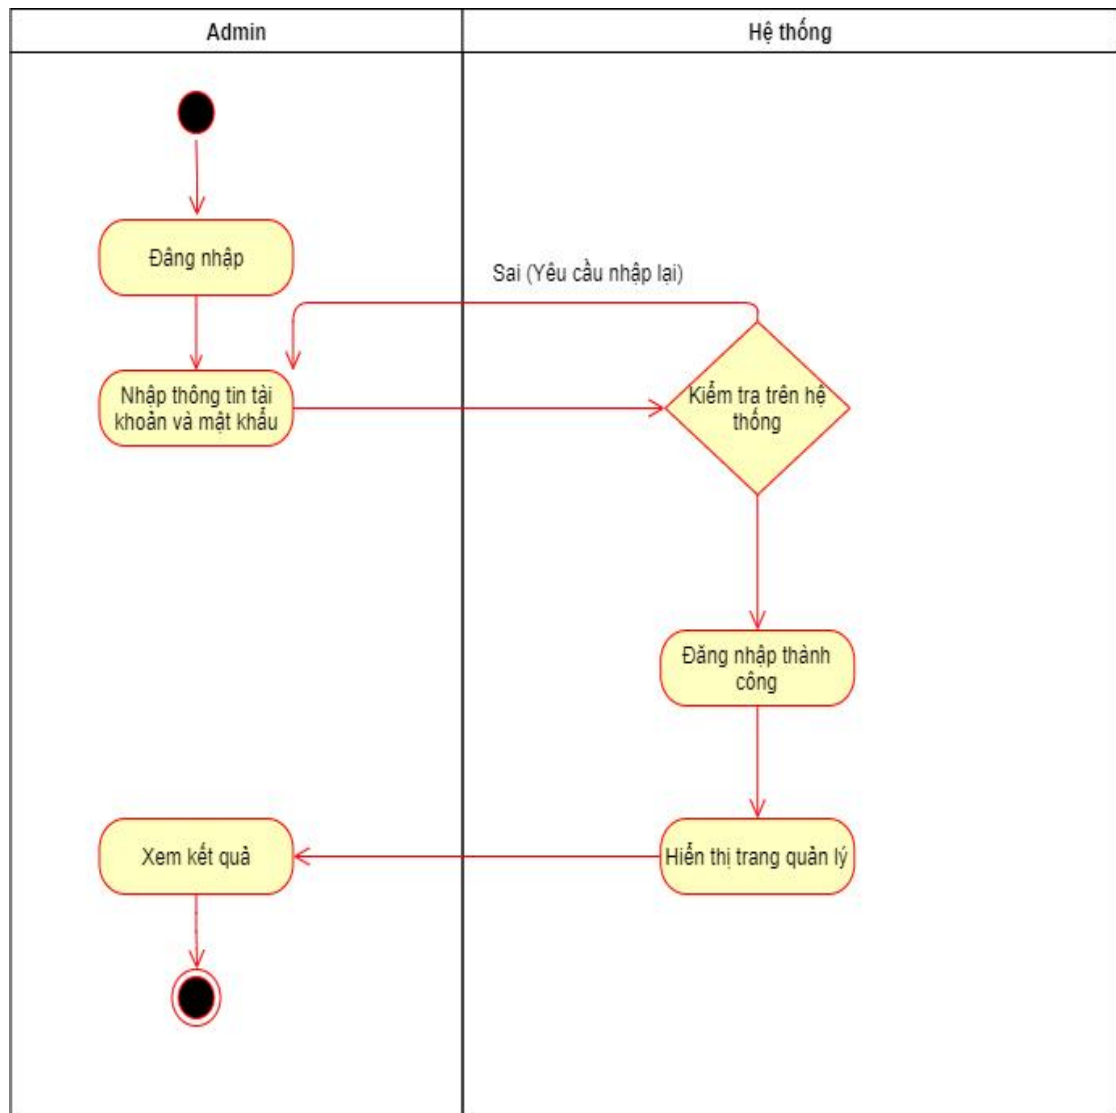 Admin
Hệ thống
Đăng nhập
Sai (Yêu cầu nhập lại)
Nhập thông tin tài
khoản và mật khẩu
Kiểm tra trên hệ
thống
Đăng nhập thành
công
Xem kết quả
Hiển thị trang quản lý